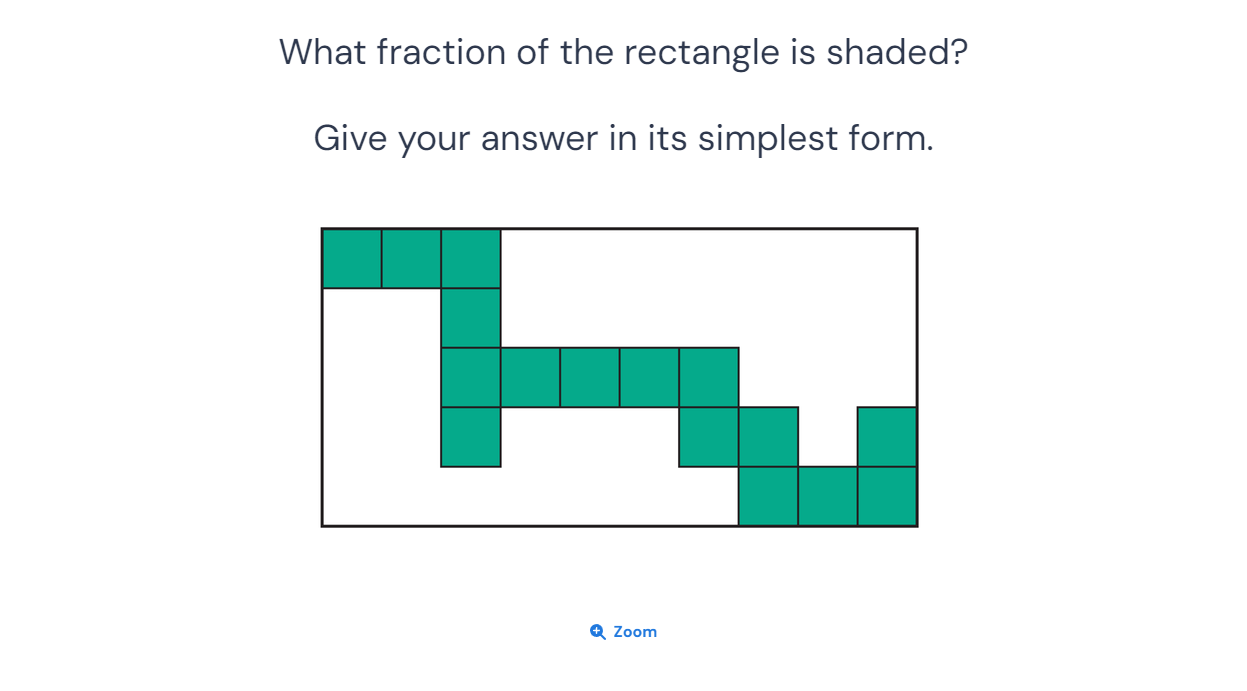 What fraction of the rectangle is shaded?
Give your answer in its simplest form.
Zoom